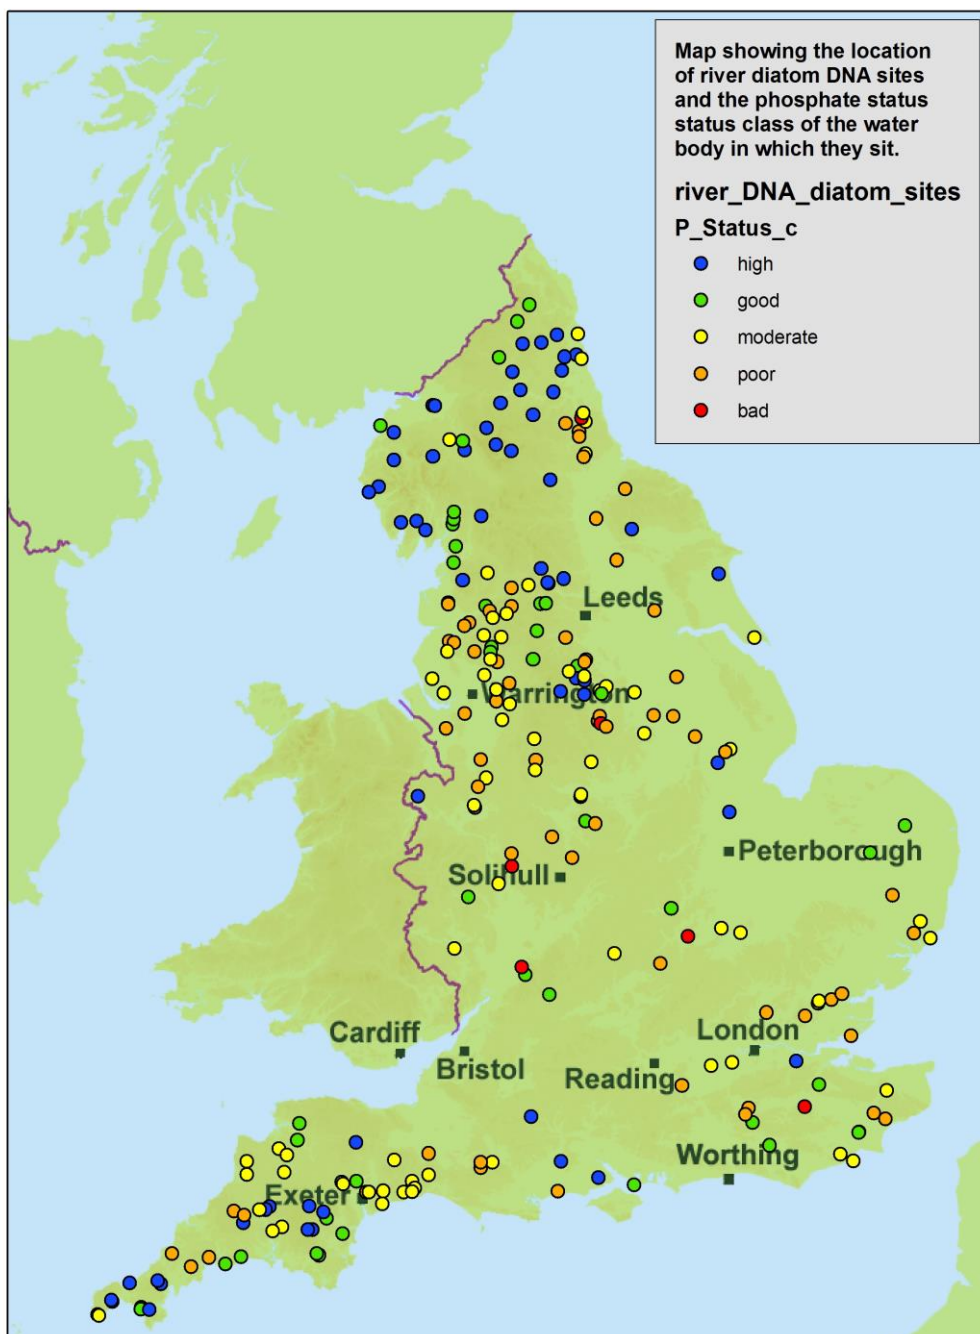 Map showing the location
of river diatom DNA sites
and the phosphate status
status class of the water
body in which they sit.
river_DNA_diatom_sites
P_Status_c
high
good
moderate
poor
bad
Leeds
Warrington
Peterborough
Solihull
Cardiff
Bristol
London
Reading
Worthing
Exeter